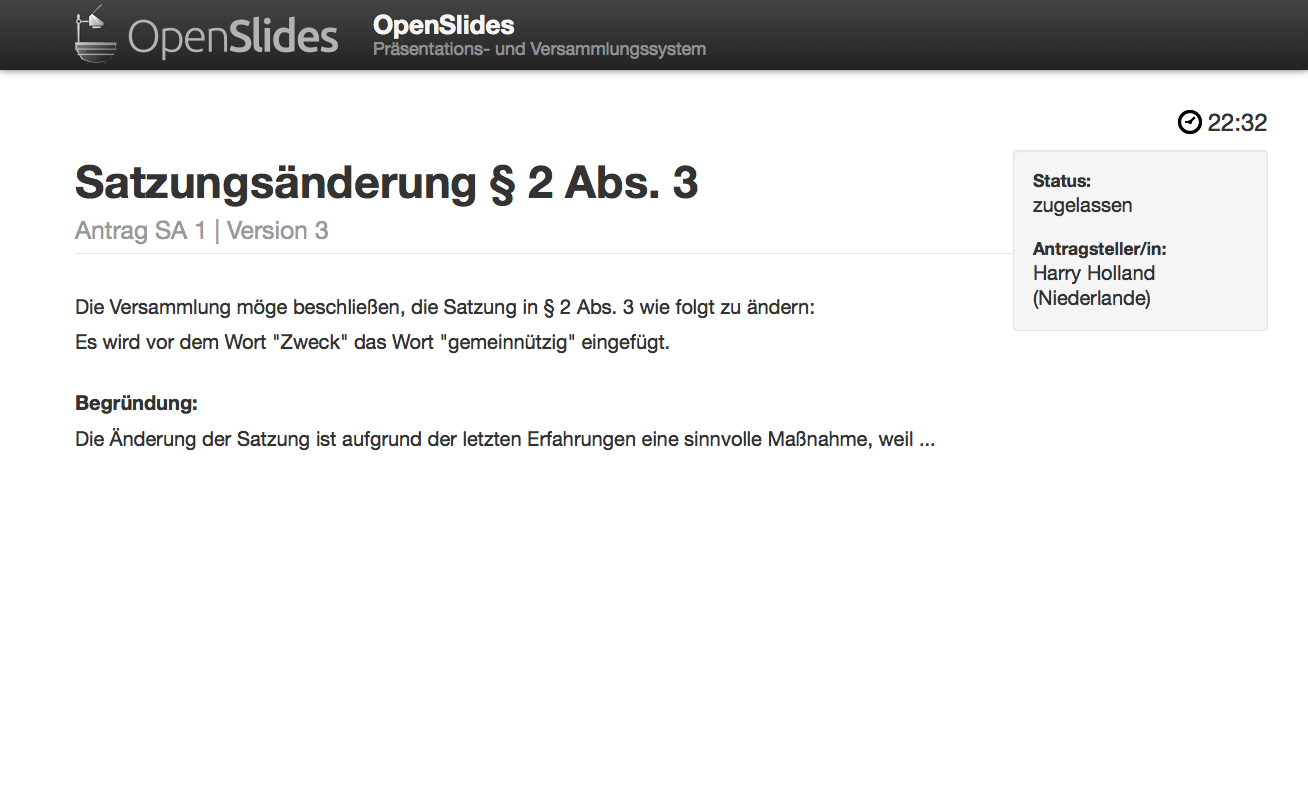 OpenSlides
OpenSlides
Präsentations- und Versammlungssystem
22:32
Satzungsänderung § 2 Abs. 3
Antrag SA 1 | Version 3
Status:
zugelassen
Antragsteller/in:
Harry Holland
(Niederlande)
Die Versammlung möge beschließen, die Satzung in § 2 Abs. 3 wie folgt zu ändern:
Es wird vor dem Wort "Zweck" das Wort "gemeinnützig" eingefügt.
Begründung:
Die Änderung der Satzung ist aufgrund der letzten Erfahrungen eine sinnvolle Maßnahme, weil ...